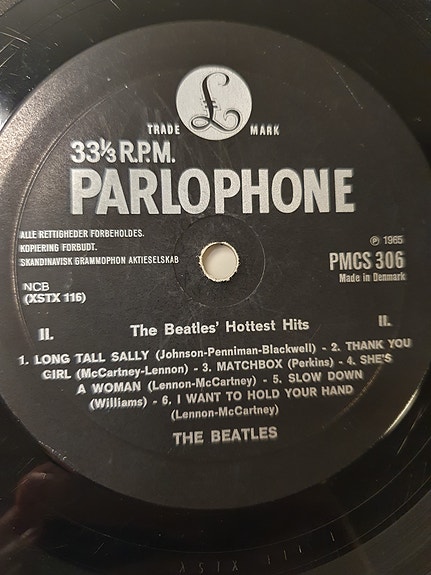 £
TRADE MARK
33⅓ R.P.M.
PARLOPHONE
ALLE RETTIGHEDER FORBEHOLDES.
KOPIERING FORBUDT.
SKANDINAVISK GRAMMOPHON AKTIESELSKAB
℗ 1965
PMCS 306
Made in Denmark
NCB
(XSTX 116)
II. The Beatles' Hottest Hits II.
1. LONG TALL SALLY (Johnson-Penniman-Blackwell) - 2. THANK YOU
GIRL (McCartney-Lennon) - 3. MATCHBOX (Perkins) - 4. SHE'S
A WOMAN (Lennon-McCartney) - 5. SLOW DOWN
(Williams) - 6. I WANT TO HOLD YOUR HAND
(Lennon-McCartney)
THE BEATLES